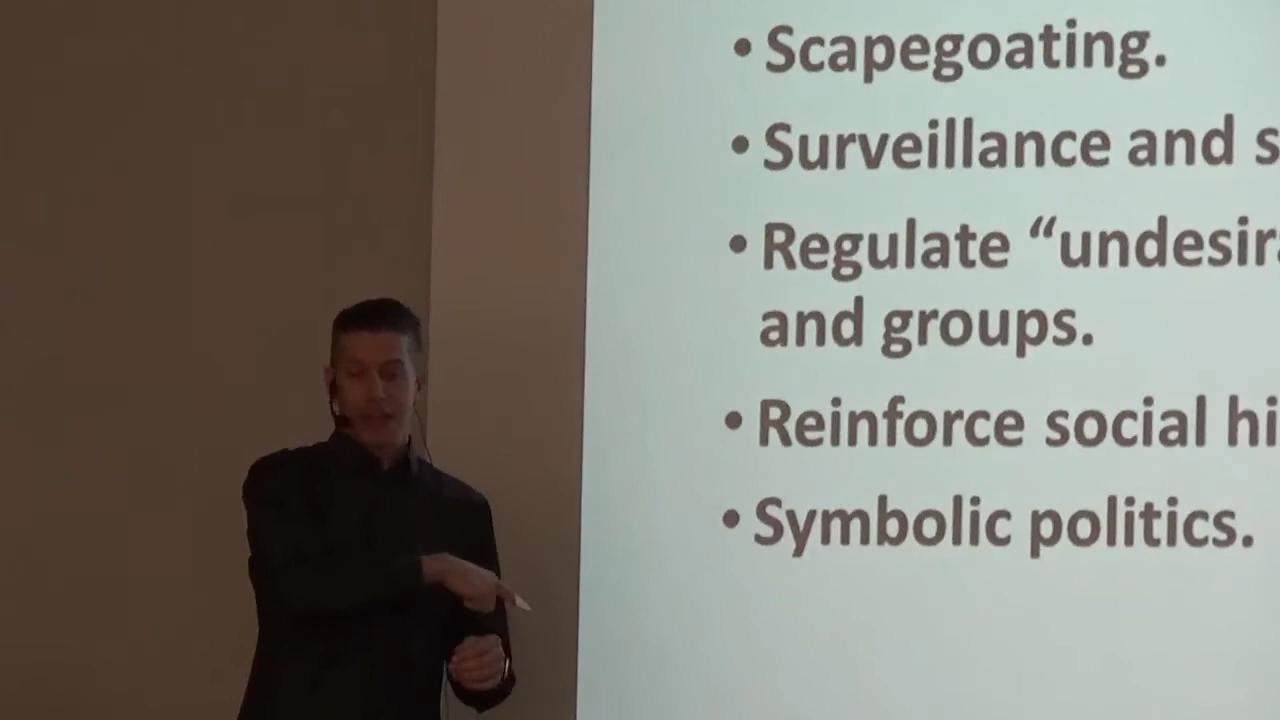 • Scapegoating.
• Surveillance and s
• Regulate “undesir
and groups.
• Reinforce social hi
• Symbolic politics.